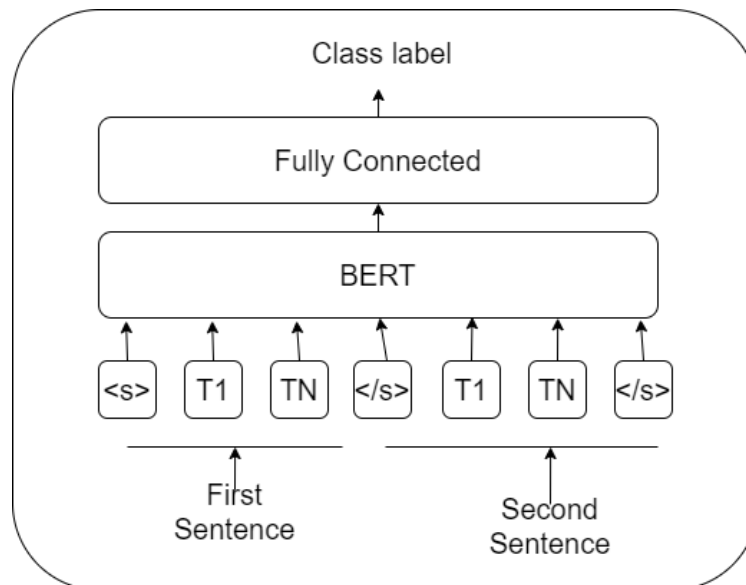 Class label
Fully Connected
BERT
<s> T1 TN </s> T1 TN </s>
First
Sentence
Second
Sentence